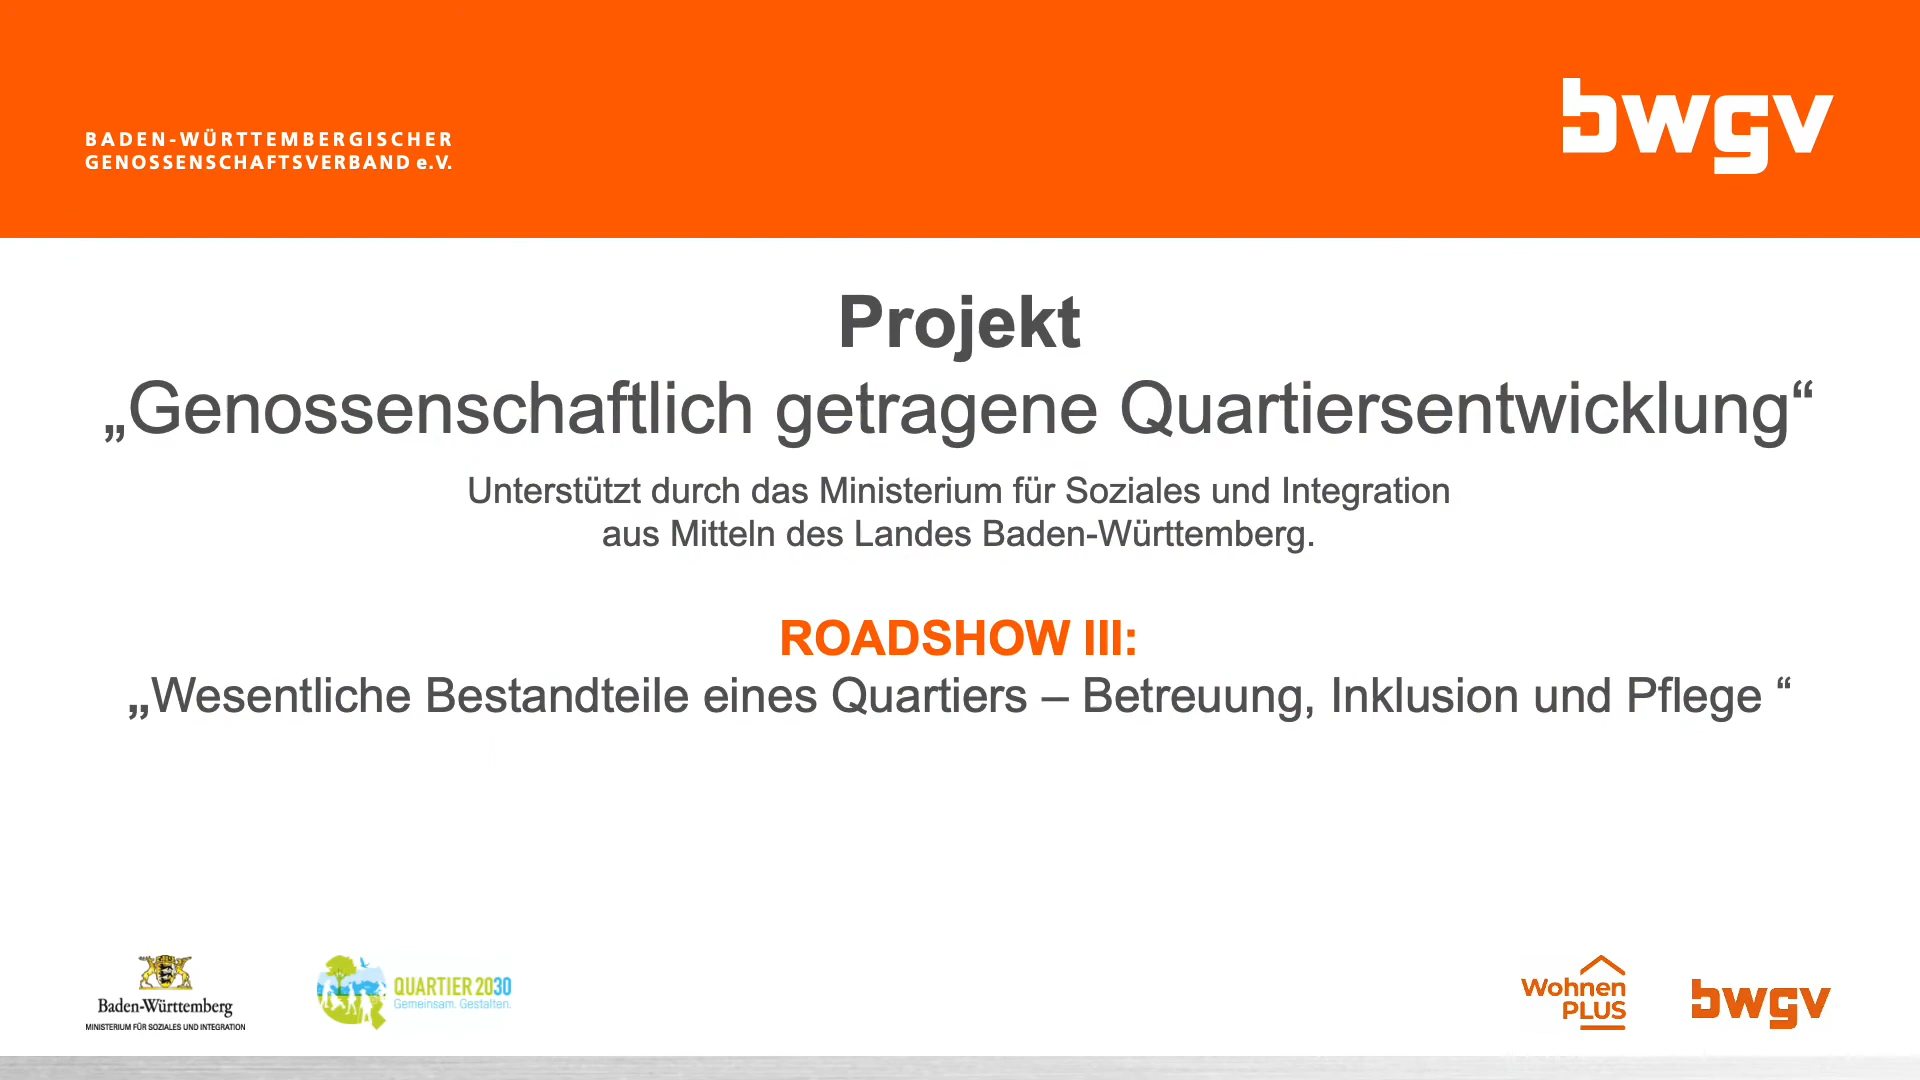 BADEN-WÜRTTEMBERGISCHER
GENOSSENSCHAFTSVERBAND e.V.
bwgv
Projekt
„Genossenschaftlich getragene Quartiersentwicklung“
Unterstützt durch das Ministerium für Soziales und Integration
aus Mitteln des Landes Baden-Württemberg.
ROADSHOW III:
„Wesentliche Bestandteile eines Quartiers – Betreuung, Inklusion und Pflege “
Baden-Württemberg
MINISTERIUM FÜR SOZIALES UND INTEGRATION
QUARTIER 2030
Gemeinsam. Gestalten.
Wohnen
PLUS
bwgv